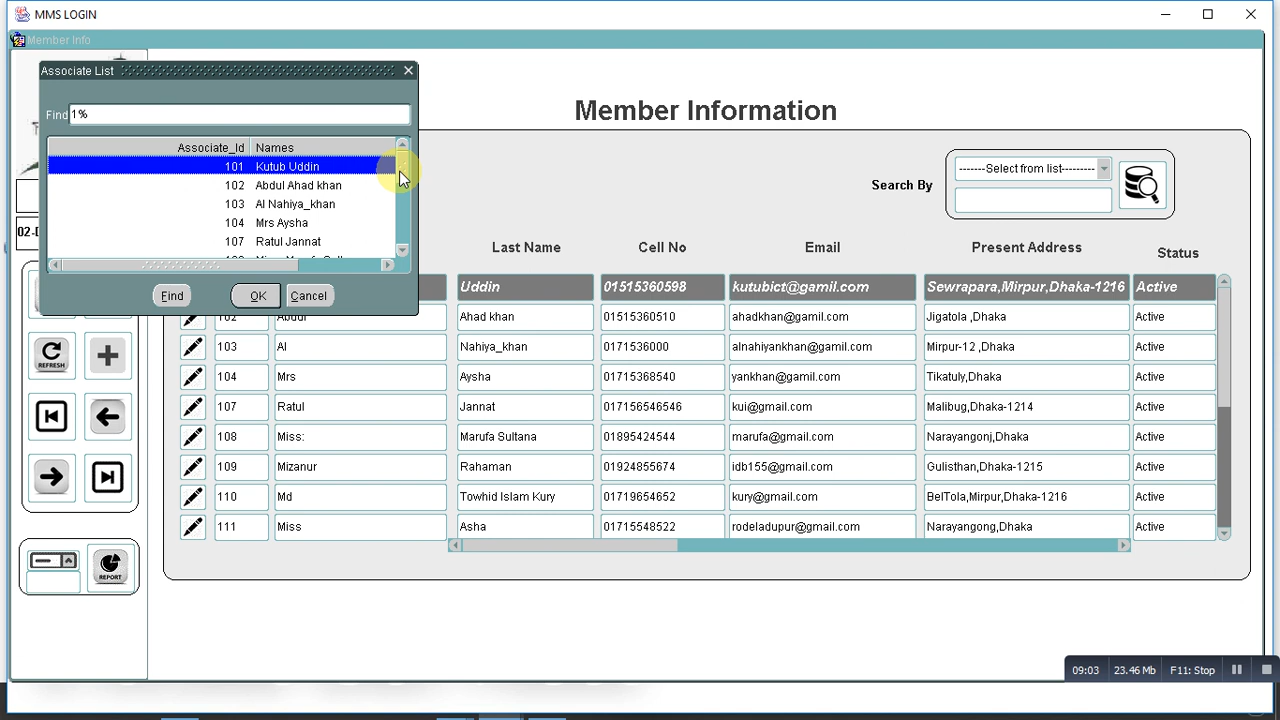 MMS LOGIN
Member Info
Associate List
Find 1%
Associate_Id Names
101 Kutub Uddin
102 Abdul Ahad khan
103 Al Nahiya_khan
104 Mrs Aysha
107 Ratul Jannat
Find OK Cancel
02-
Member Information
Search By
-------Select from list---------
Last Name Cell No Email Present Address Status
Uddin 01515360598 kutubict@gamil.com Sewrapara,Mirpur,Dhaka-1216 Active
102 Abdul Ahad khan 01515360510 ahadkhan@gamil.com Jigatola ,Dhaka Active
103 Al Nahiya_khan 0171536000 alnahiyankhan@gamil.com Mirpur-12 ,Dhaka Active
104 Mrs Aysha 01715368540 yankhan@gamil.com Tikatuly,Dhaka Active
107 Ratul Jannat 017156546546 kui@gmail.com Malibug,Dhaka-1214 Active
108 Miss: Marufa Sultana 01895424544 marufa@gmail.com Narayangonj,Dhaka Active
109 Mizanur Rahaman 01924855674 idb155@gmail.com Gulisthan,Dhaka-1215 Active
110 Md Towhid Islam Kury 01719654652 kury@gmail.com BelTola,Mirpur,Dhaka-1216 Active
111 Miss Asha 01715548522 rodeladupur@gmail.com Narayangong,Dhaka Active
REFRESH
REPORT
09:03 23.46 Mb F11: Stop